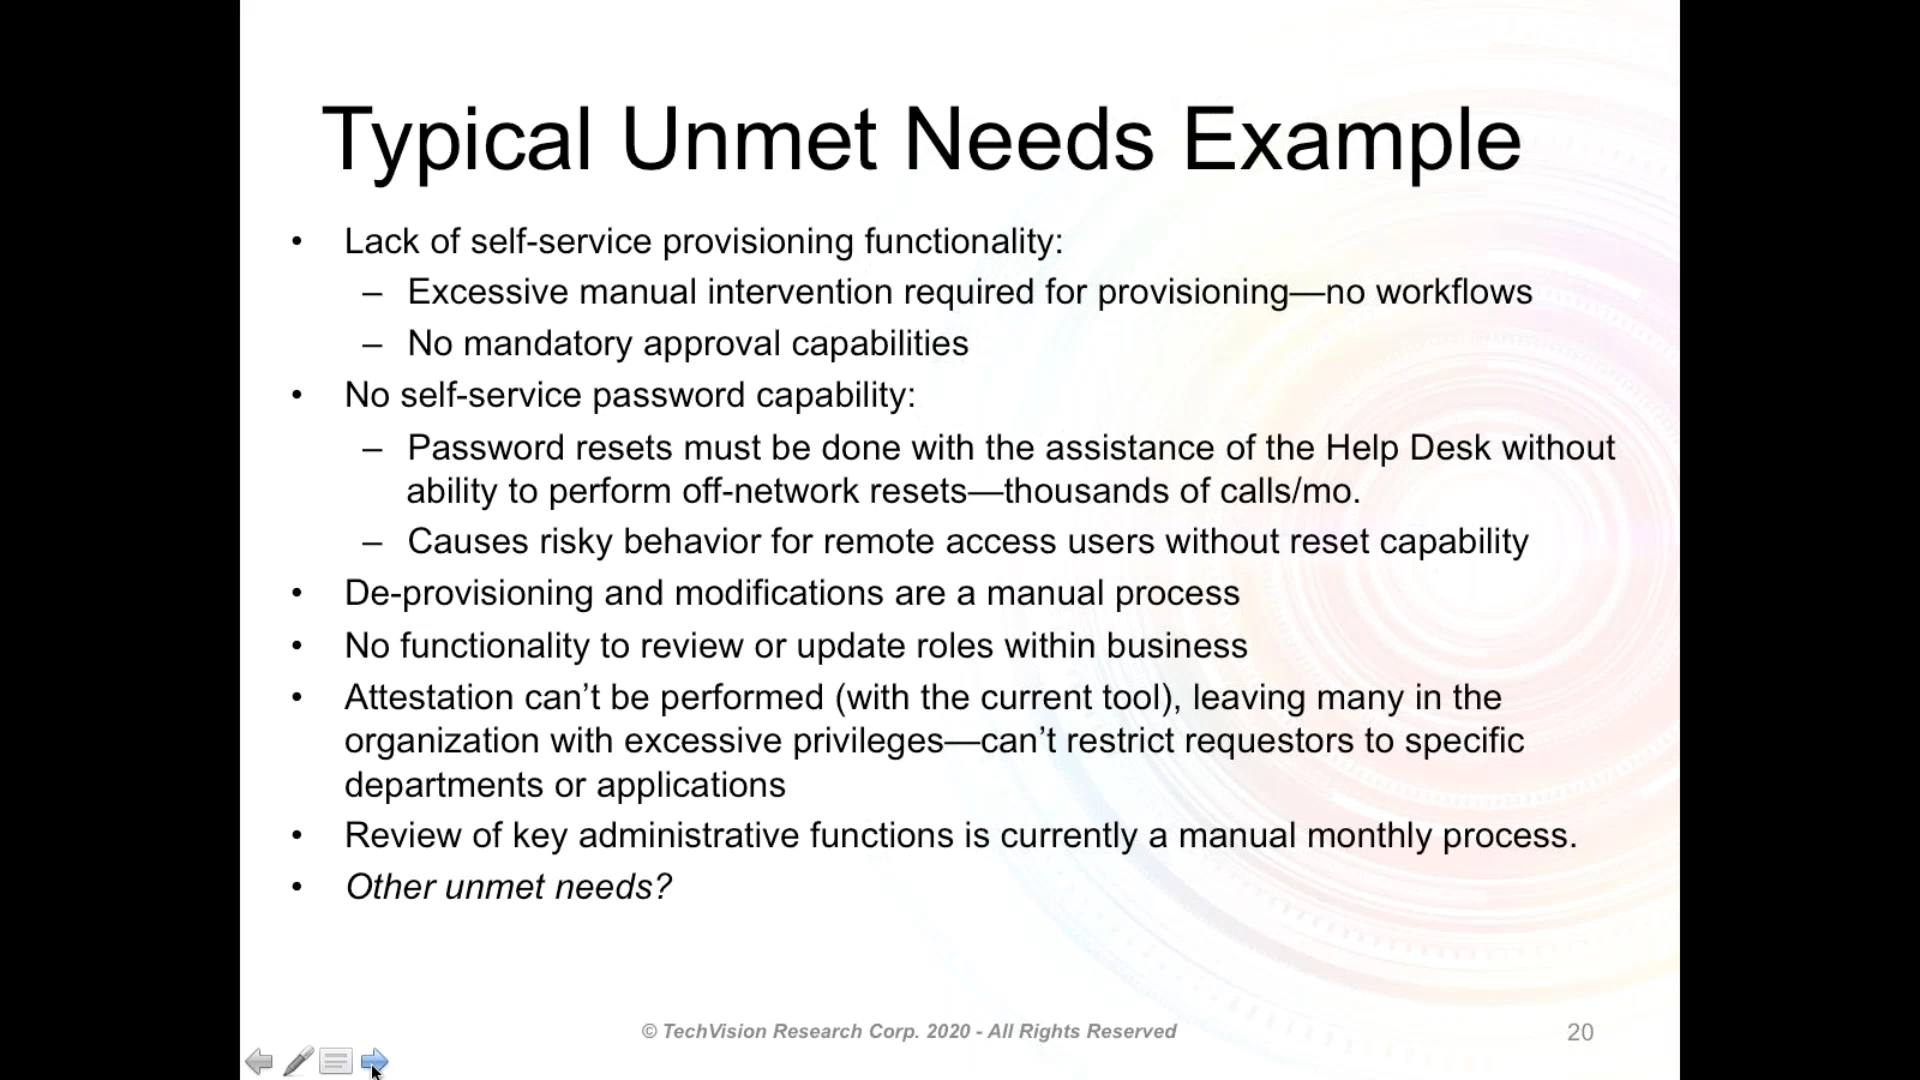 Typical Unmet Needs Example
• Lack of self-service provisioning functionality:
– Excessive manual intervention required for provisioning—no workflows
– No mandatory approval capabilities
• No self-service password capability:
– Password resets must be done with the assistance of the Help Desk without
ability to perform off-network resets—thousands of calls/mo.
– Causes risky behavior for remote access users without reset capability
• De-provisioning and modifications are a manual process
• No functionality to review or update roles within business
• Attestation can’t be performed (with the current tool), leaving many in the
organization with excessive privileges—can’t restrict requestors to specific
departments or applications
• Review of key administrative functions is currently a manual monthly process.
• Other unmet needs?
© TechVision Research Corp. 2020 - All Rights Reserved
20